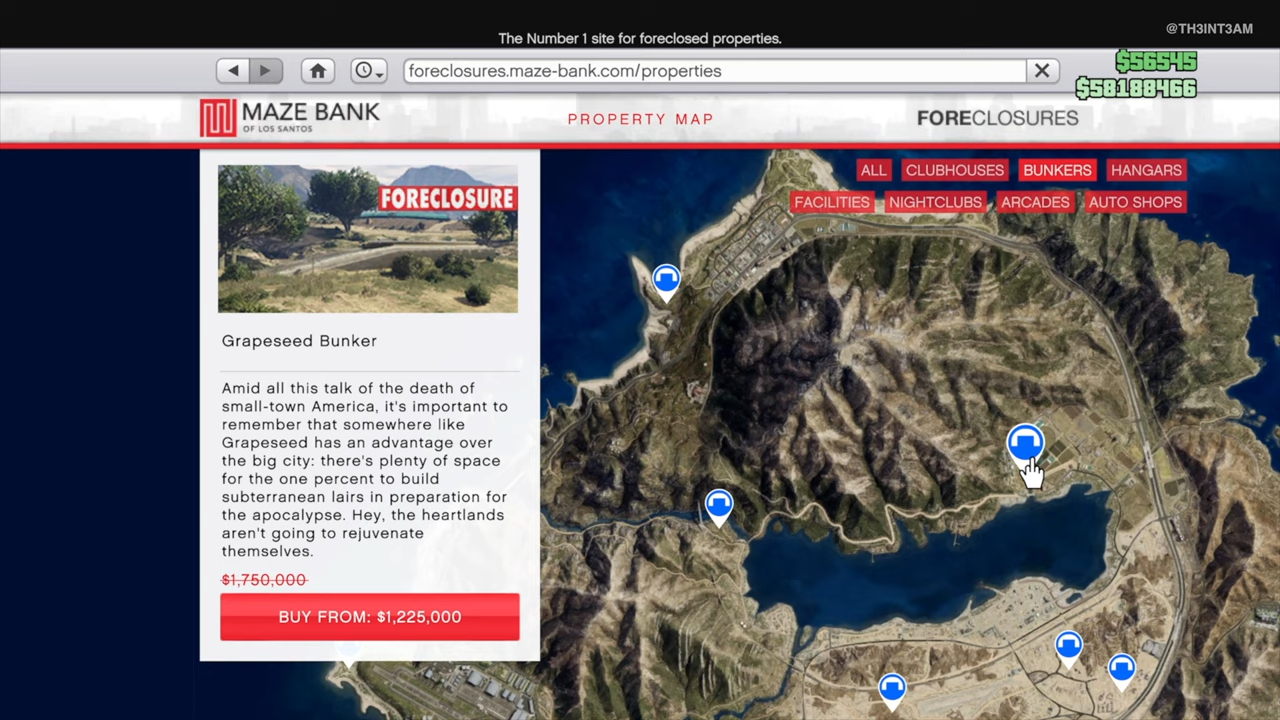 @TH3INT3AM
The Number 1 site for foreclosed properties.
foreclosures.maze-bank.com/properties
$56545
$58188466
MAZE BANK
OF LOS SANTOS
PROPERTY MAP
FORECLOSURES
ALL
CLUBHOUSES
BUNKERS
HANGARS
FACILITIES
NIGHTCLUBS
ARCADES
AUTO SHOPS
FORECLOSURE
Grapeseed Bunker
Amid all this talk of the death of
small-town America, it's important to
remember that somewhere like
Grapeseed has an advantage over
the big city: there's plenty of space
for the one percent to build
subterranean lairs in preparation for
the apocalypse. Hey, the heartlands
aren't going to rejuvenate
themselves.
$1,750,000
BUY FROM: $1,225,000